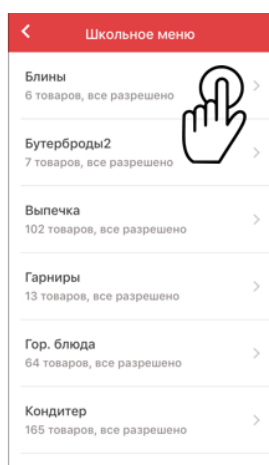 Школьное меню
Блины
6 товаров, все разрешено
Бутерброды2
7 товаров, все разрешено
Выпечка
102 товаров, все разрешено
Гарниры
13 товаров, все разрешено
Гор. блюда
64 товаров, все разрешено
Кондитер
165 товаров, все разрешено